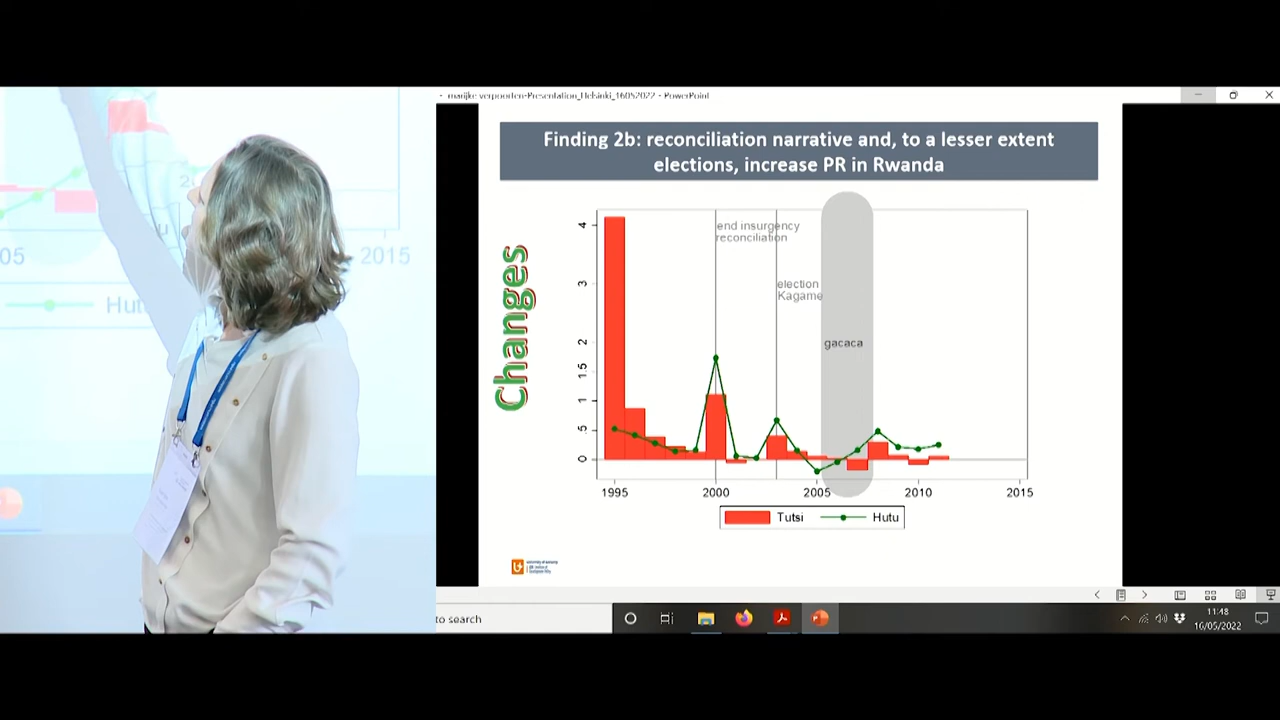 marijke verpoorten-Presentation_Helsinki_16052022 - PowerPoint
Finding 2b: reconciliation narrative and, to a lesser extent
elections, increase PR in Rwanda
Changes
4
3
2
1.5
1
.5
0
end insurgency
reconciliation
election
Kagame
gacaca
1995
2000
2005
2010
2015
Tutsi
Hutu
05
2015
Hut
to search
11:48
16/05/2022